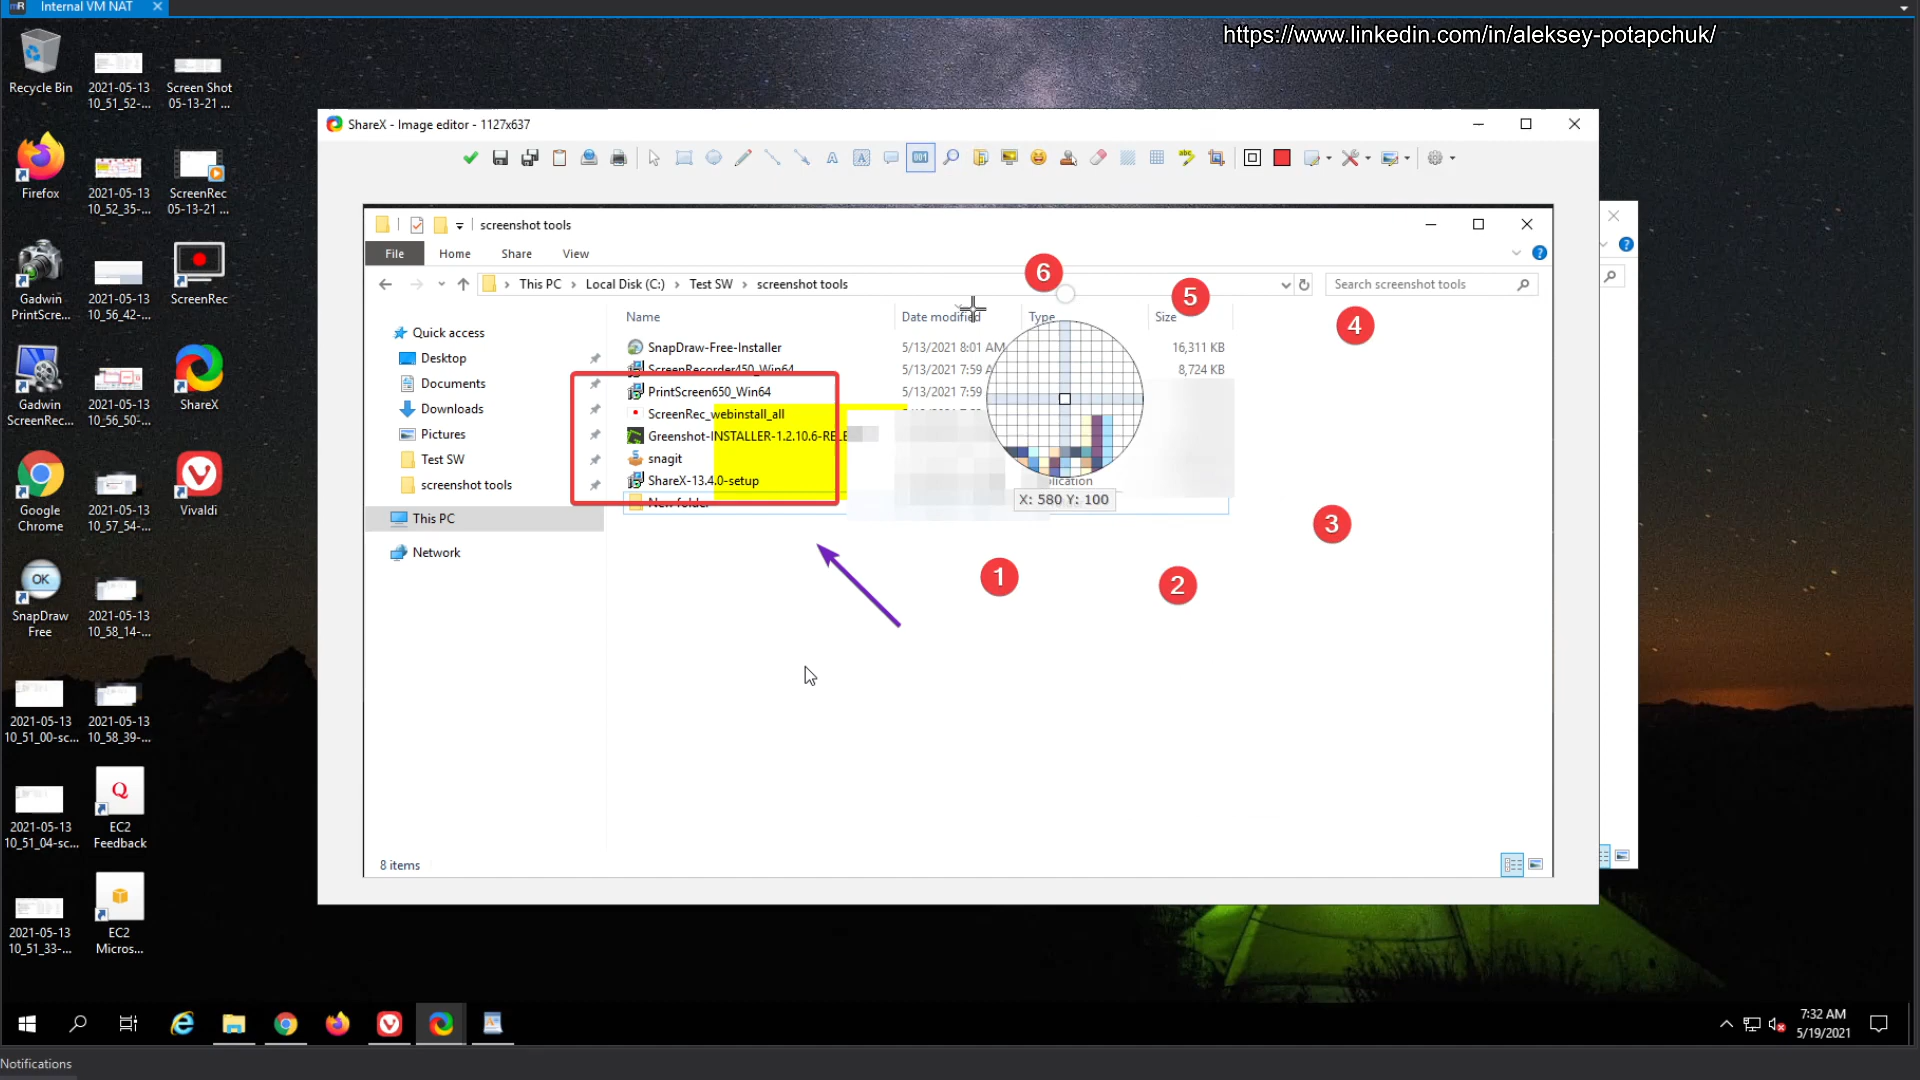 Internal VM NAT
https://www.linkedin.com/in/aleksey-potapchuk/
Recycle Bin
2021-05-13
10_51_52-...
Screen Shot
05-13-21 ...
Firefox
2021-05-13
10_52_35-...
ScreenRec
05-13-21 ...
Gadwin
PrintScre...
2021-05-13
10_56_42-...
ScreenRec
Gadwin
ScreenRec...
2021-05-13
10_56_50-...
ShareX
Google
Chrome
2021-05-13
10_57_54-...
Vivaldi
OK
SnapDraw
Free
2021-05-13
10_58_14-...
2021-05-13
10_51_00-sc...
2021-05-13
10_58_39-...
2021-05-13
10_51_04-sc...
EC2
Feedback
2021-05-13
10_51_33-...
EC2
Micros...
ShareX - Image editor - 1127x637
screenshot tools
File
Home
Share
View
This PC > Local Disk (C:) > Test SW > screenshot tools
Search screenshot tools
Name
Date modified
Type
Size
Quick access
Desktop
Documents
Downloads
Pictures
Test SW
screenshot tools
This PC
Network
SnapDraw-Free-Installer
5/13/2021 8:01 AM
16,311 KB
ScreenRecorder450_Win64
5/13/2021 7:59 A
8,724 KB
PrintScreen650_Win64
5/13/2021 7:59
ScreenRec_webinstall_all
Greenshot-INSTALLER-1.2.10.6-RELE
snagit
ShareX-13.4.0-setup
lication
New folder
X: 580 Y: 100
6
5
4
3
1
2
8 items
7:32 AM
5/19/2021
Notifications